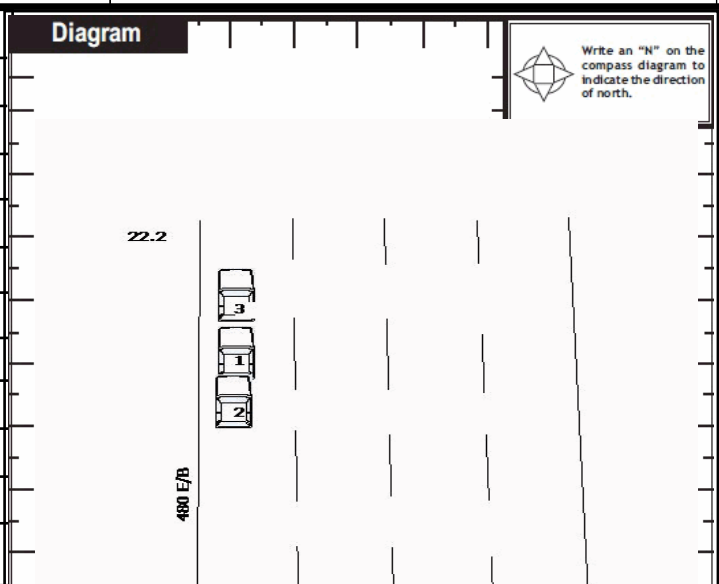 Diagram
Write an “N” on the
compass diagram to
indicate the direction
of north.
22.2
3
1
2
480 E/B